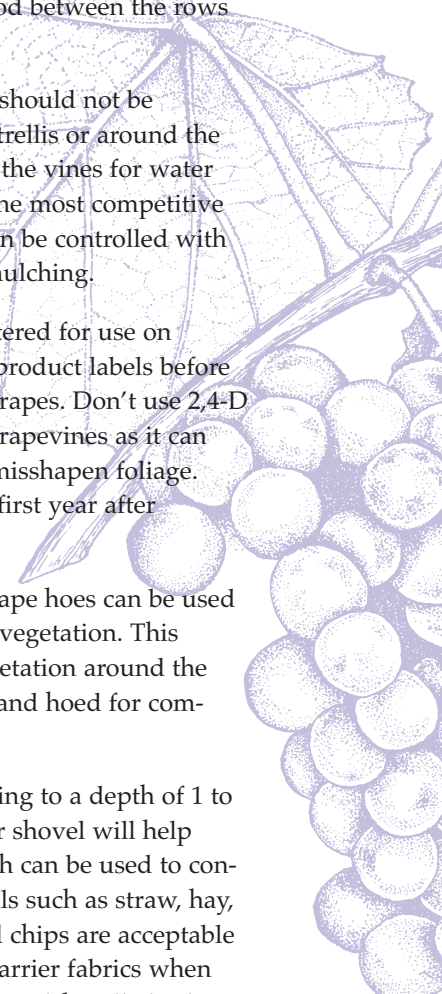 od between the rows
should not be
trellis or around the
the vines for water
he most competitive
n be controlled with
ulching.
tered for use on
product labels before
rapes. Don’t use 2,4-D
rapevines as it can
misshapen foliage.
first year after
ape hoes can be used
vegetation. This
etation around the
and hoed for com-
ing to a depth of 1 to
r shovel will help
h can be used to con-
ls such as straw, hay,
l chips are acceptable
arrier fabrics when